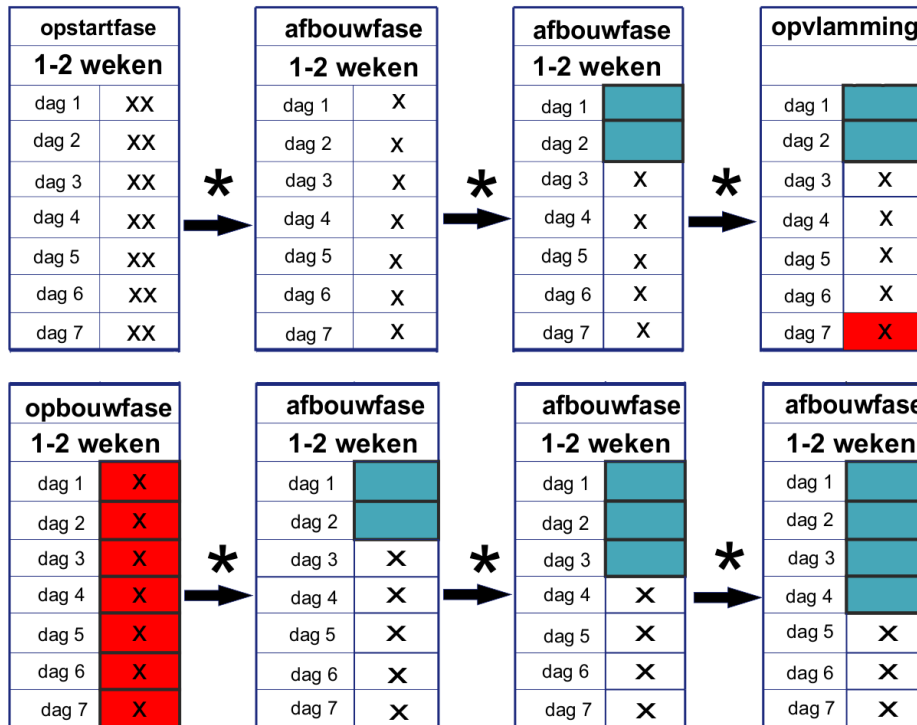 opstartfase
1-2 weken
dag 1 xx
dag 2 xx
dag 3 xx
dag 4 xx
dag 5 xx
dag 6 xx
dag 7 xx
*
afbouwfase
1-2 weken
dag 1 x
dag 2 x
dag 3 x
dag 4 x
dag 5 x
dag 6 x
dag 7 x
*
afbouwfase
1-2 weken
dag 1
dag 2
dag 3 x
dag 4 x
dag 5 x
dag 6 x
dag 7 x
*
opvlamming
dag 1
dag 2
dag 3 x
dag 4 x
dag 5 x
dag 6 x
dag 7 x
opbouwfase
1-2 weken
dag 1 x
dag 2 x
dag 3 x
dag 4 x
dag 5 x
dag 6 x
dag 7 x
*
afbouwfase
1-2 weken
dag 1
dag 2
dag 3 x
dag 4 x
dag 5 x
dag 6 x
dag 7 x
*
afbouwfase
1-2 weken
dag 1
dag 2
dag 3
dag 4 x
dag 5 x
dag 6 x
dag 7 x
*
afbouwfase
1-2 weken
dag 1
dag 2
dag 3
dag 4
dag 5 x
dag 6 x
dag 7 x